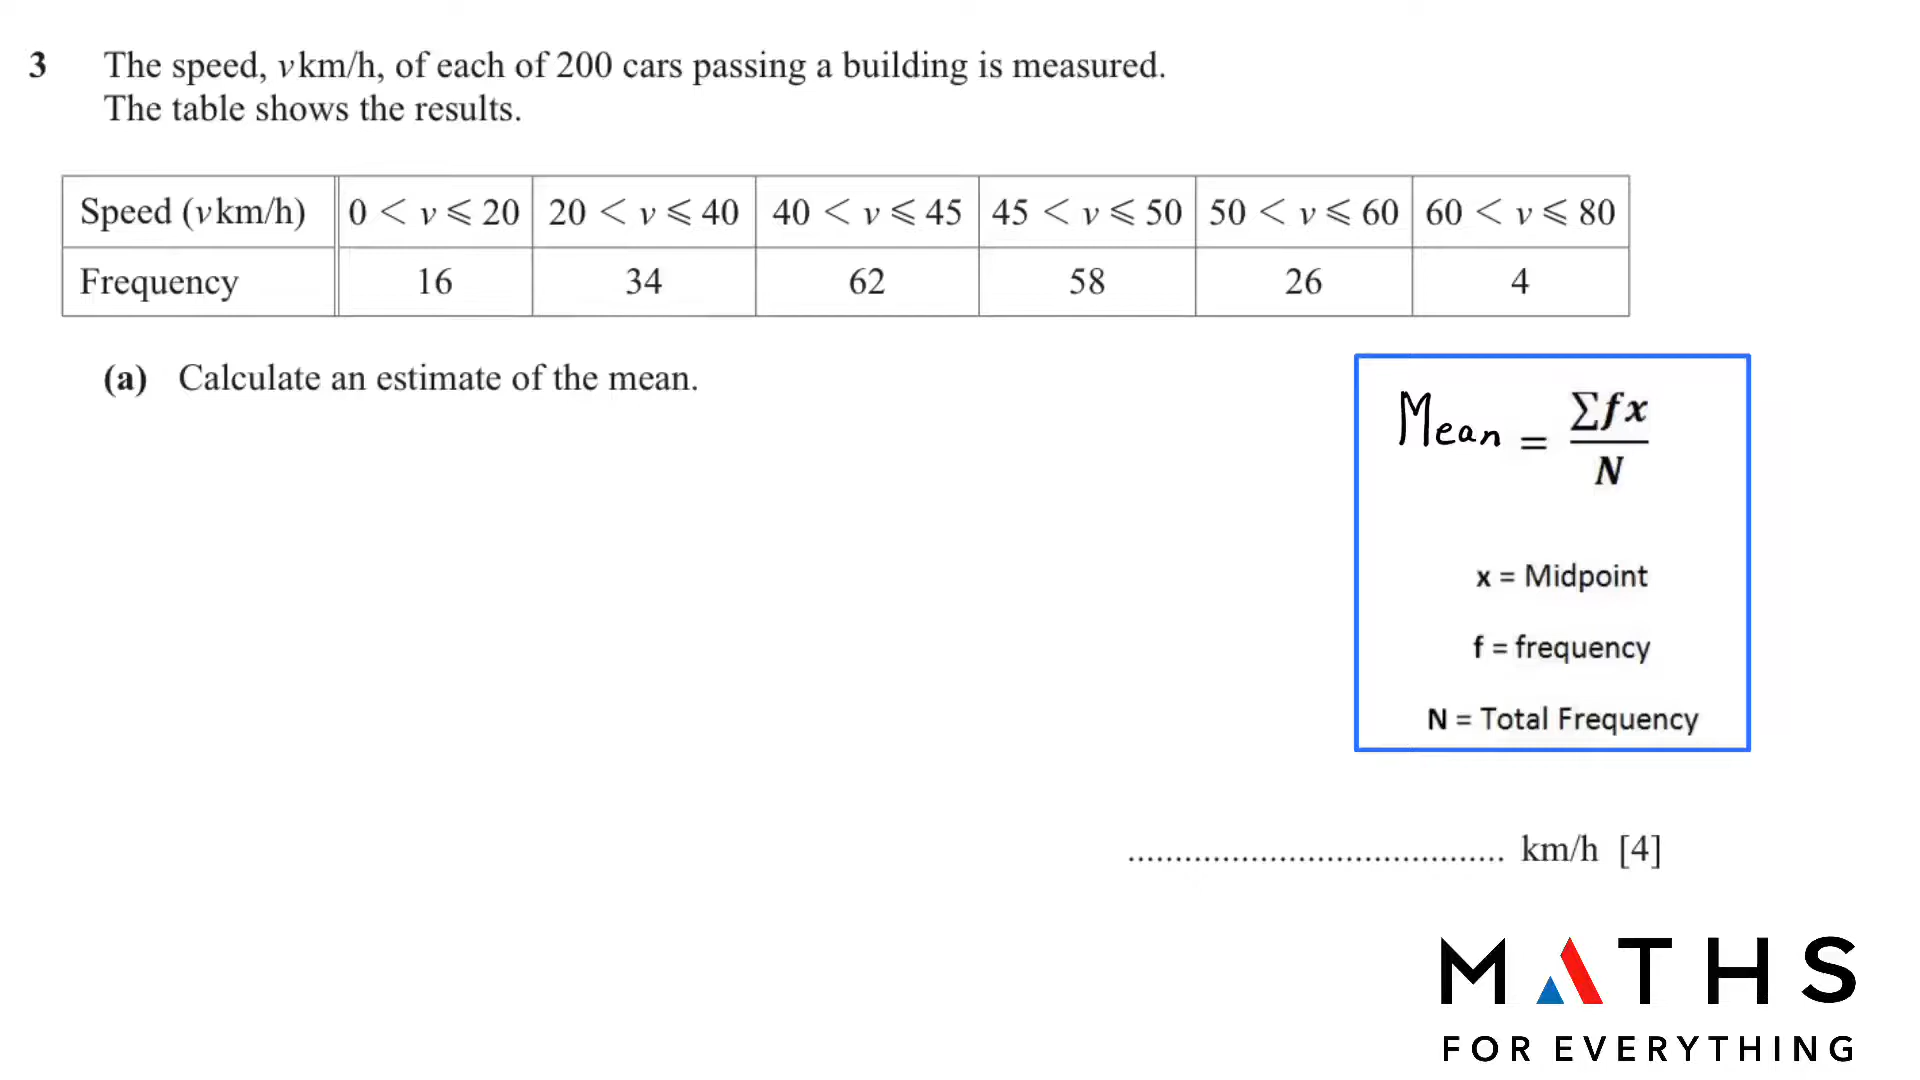 3 The speed, v km/h, of each of 200 cars passing a building is measured.
The table shows the results.
Speed (v km/h) 0 < v ⩽ 20 20 < v ⩽ 40 40 < v ⩽ 45 45 < v ⩽ 50 50 < v ⩽ 60 60 < v ⩽ 80
Frequency 16 34 62 58 26 4
(a) Calculate an estimate of the mean.
Mean = ∑fx / N
x = Midpoint
f = frequency
N = Total Frequency
........................................ km/h [4]
MATHS
FOR EVERYTHING